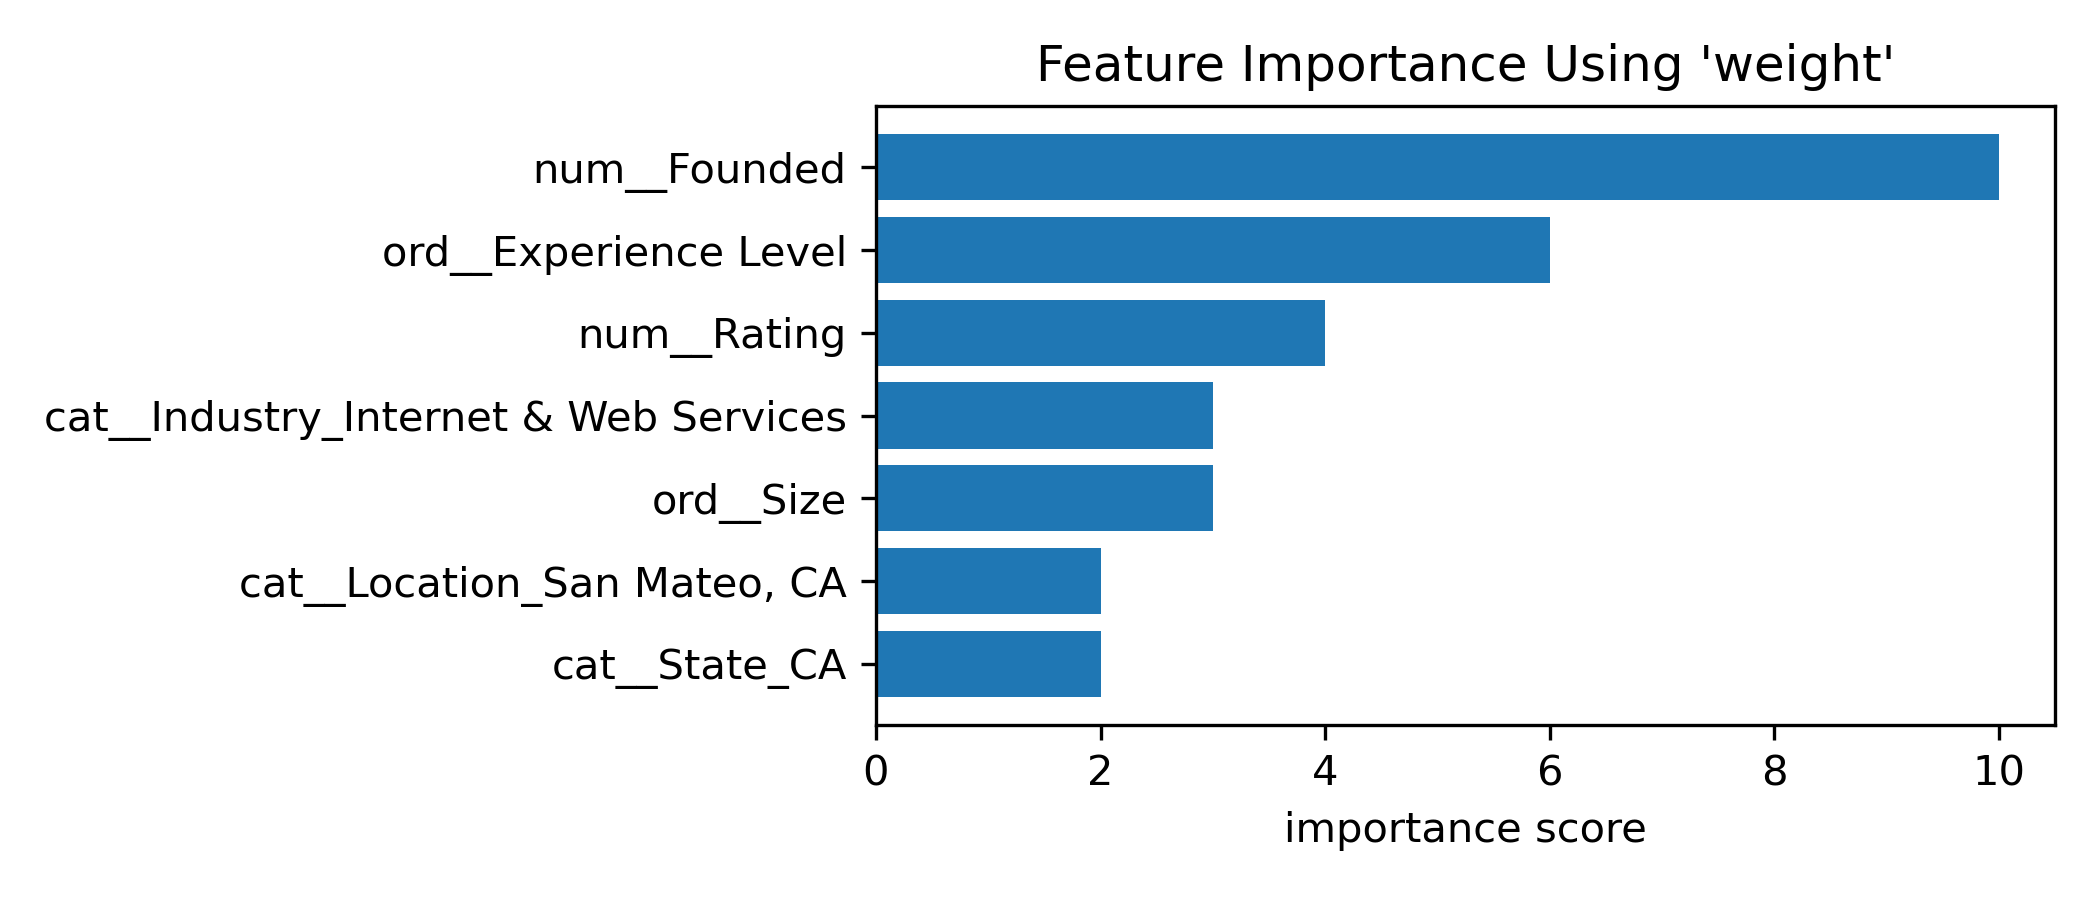 Feature Importance Using 'weight'
num__Founded
ord__Experience Level
num__Rating
cat__Industry_Internet & Web Services
ord__Size
cat__Location_San Mateo, CA
cat__State_CA
0 2 4 6 8 10
importance score